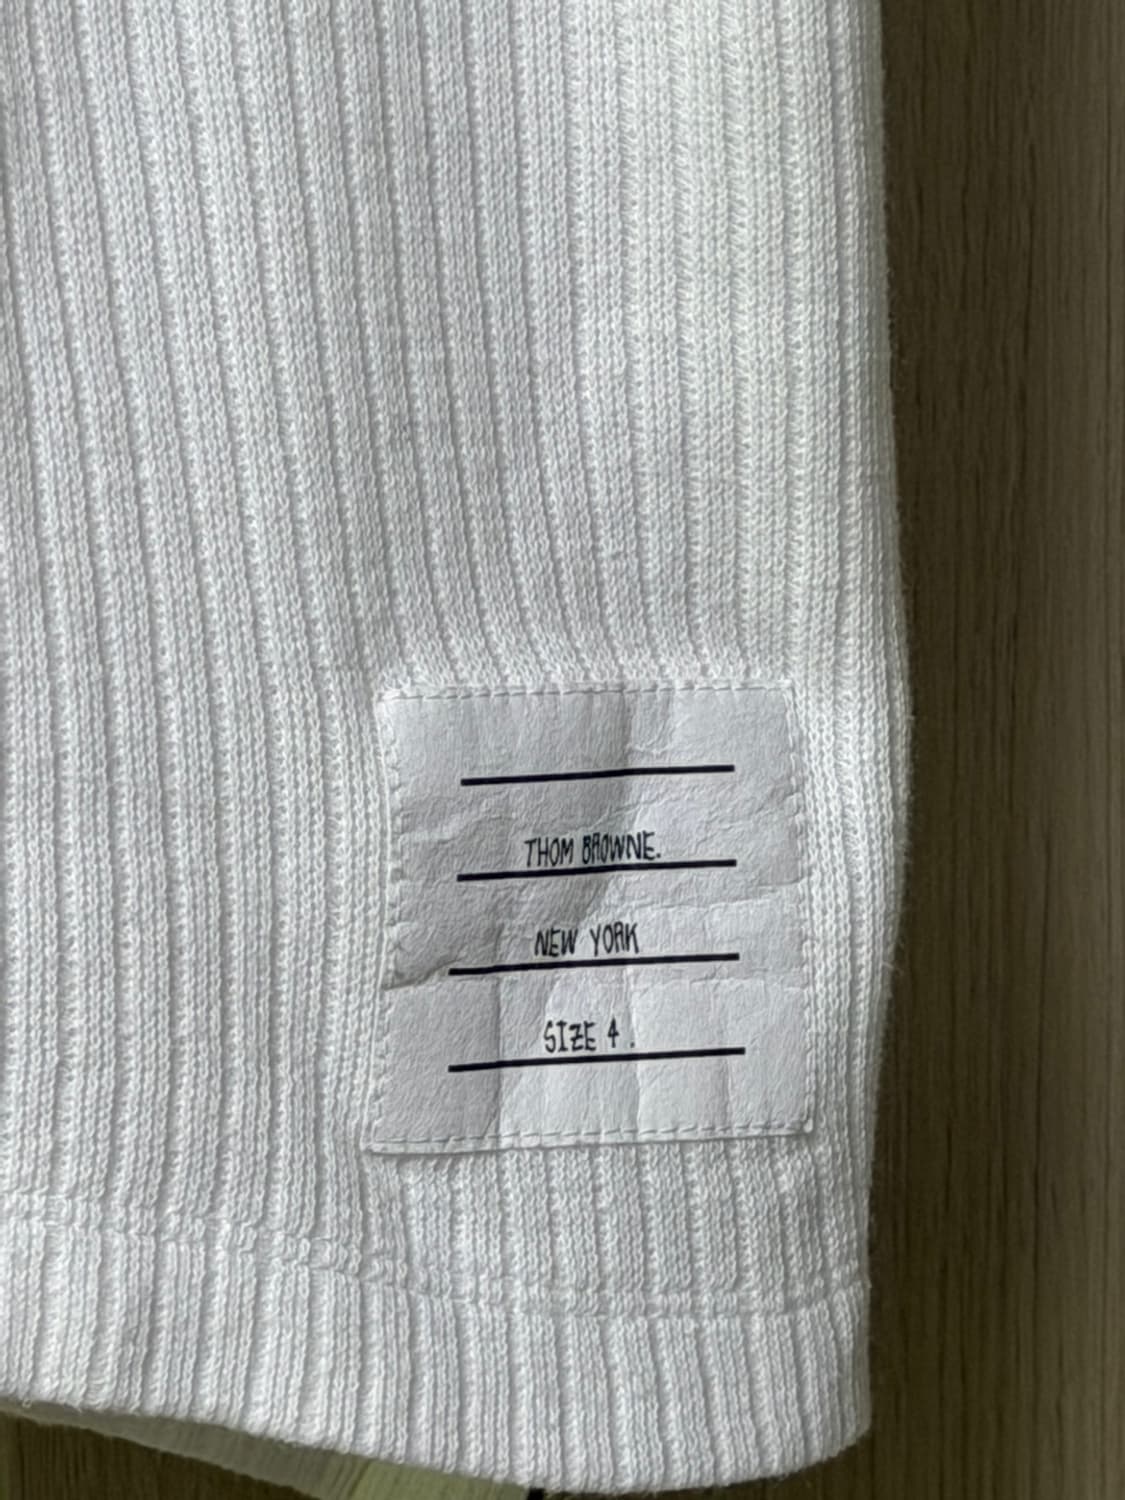 THOM BROWNE.
NEW YORK
SIZE 4.